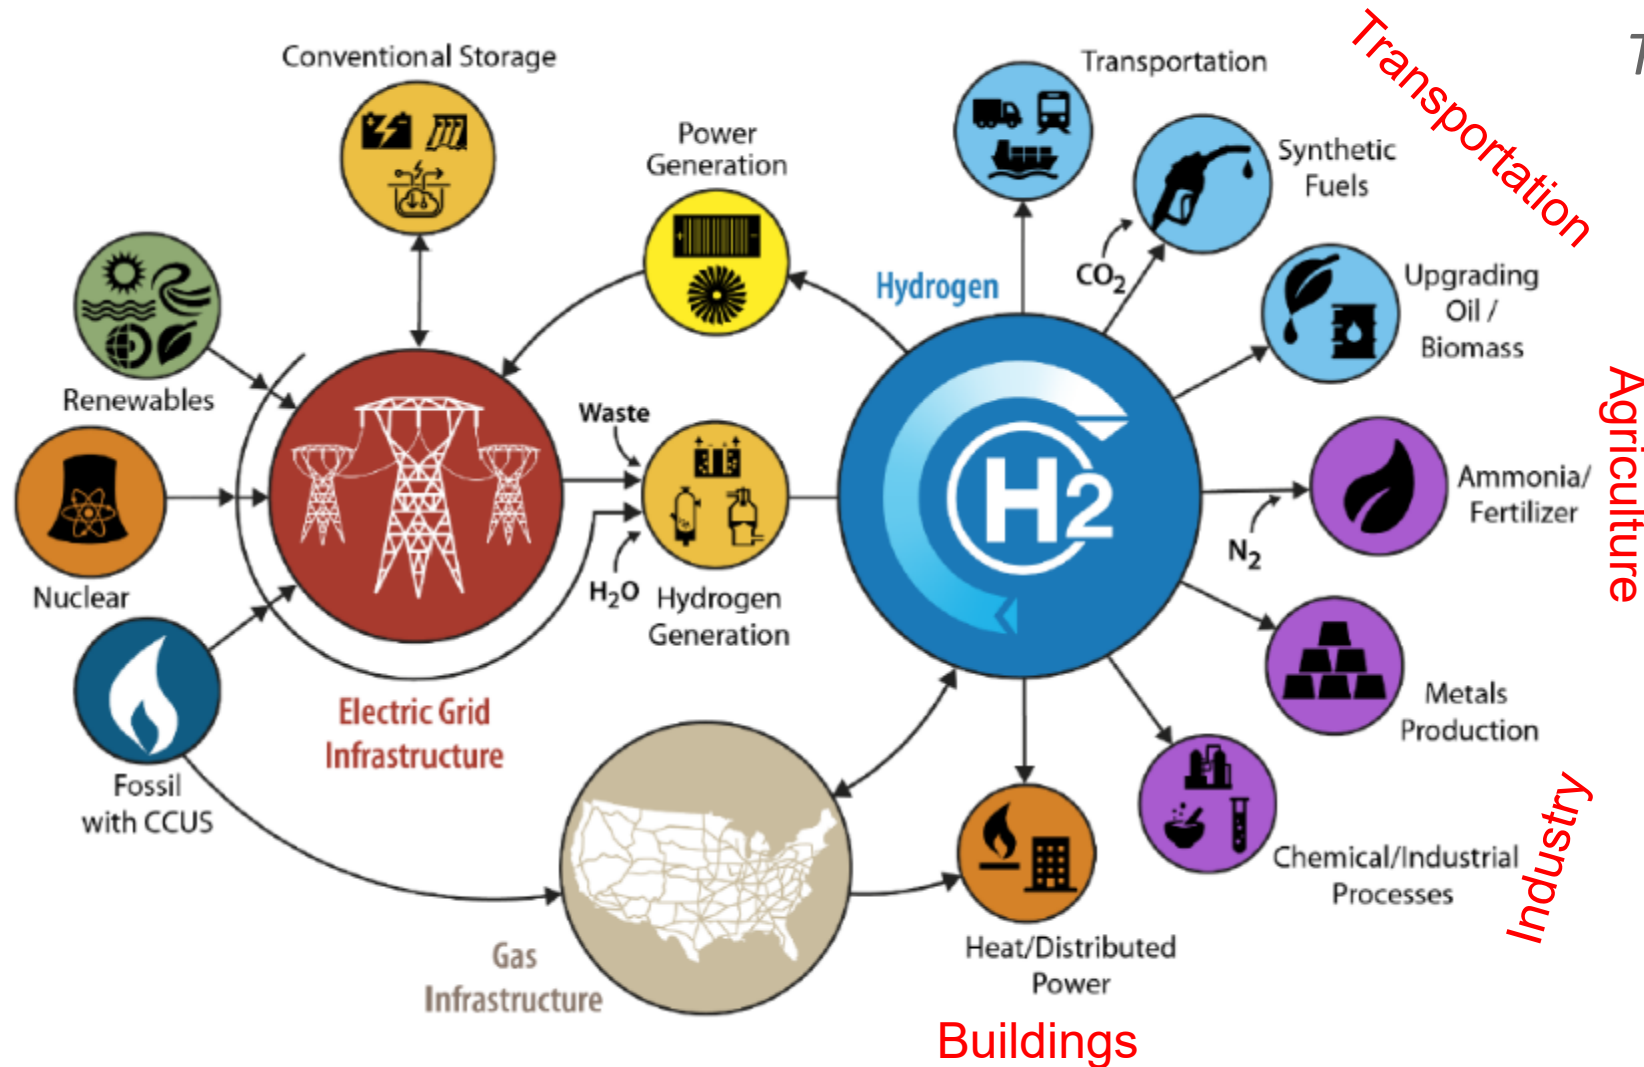 Conventional Storage
Power
Generation
Renewables
Nuclear
Fossil
with CCUS
Electric Grid
Infrastructure
Waste
H₂O
Hydrogen
Generation
Gas
Infrastructure
Hydrogen
H2
Transportation
CO₂
Synthetic
Fuels
Upgrading
Oil /
Biomass
N₂
Ammonia/
Fertilizer
Metals
Production
Chemical/Industrial
Processes
Heat/Distributed
Power
Transportation
Agriculture
Industry
Buildings